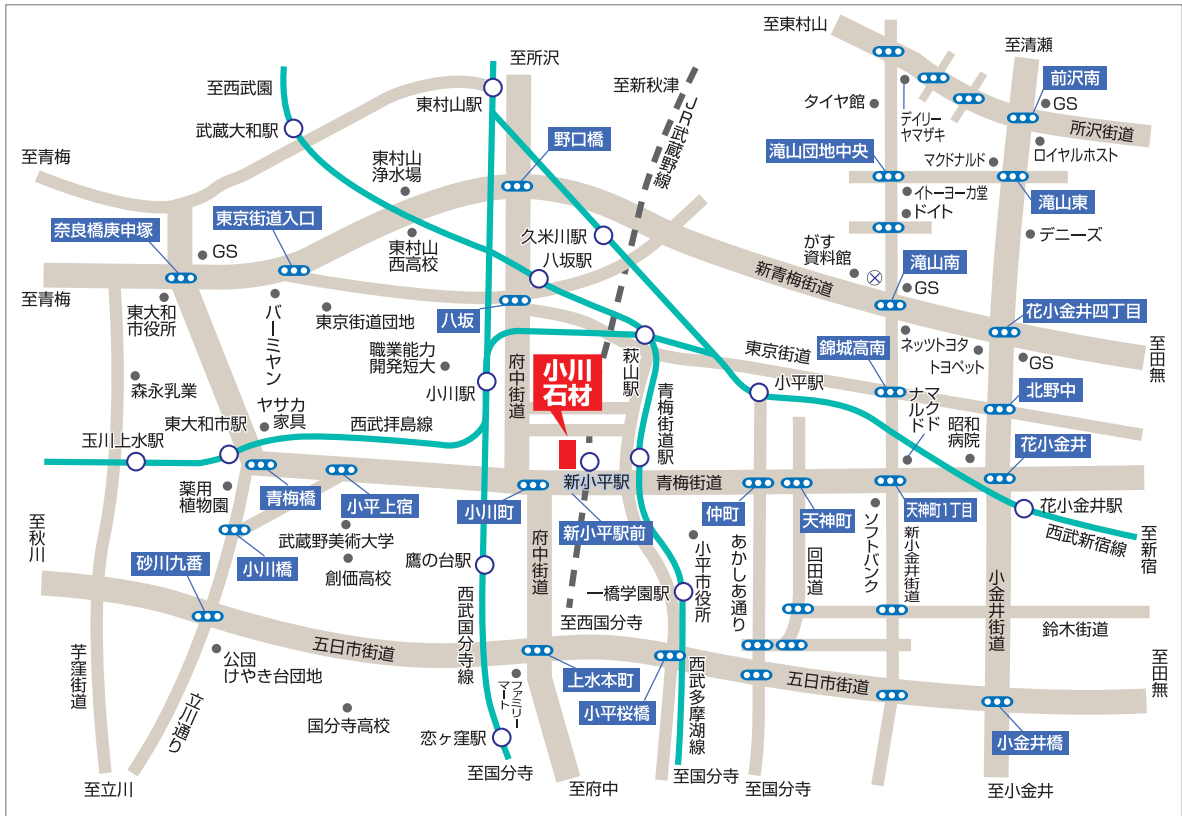 至東村山
至清瀬
至所沢
至西武園
至新秋津
前沢南
GS
タイヤ館
デイリー
ヤマザキ
所沢街道
東村山駅
武蔵大和駅
JR武蔵野線
野口橋
滝山団地中央
マクドナルド
ロイヤルホスト
至青梅
東村山
浄水場
イトーヨーカ堂
ドイト
滝山東
奈良橋庚申塚
東京街道入口
東村山
西高校
久米川駅
八坂駅
がす
資料館
デニーズ
GS
新青梅街道
滝山南
GS
至青梅
東大和
市役所
バーミヤン
東京街道団地
八坂
花小金井四丁目
ネッツトヨタ
トヨペット
GS
至田無
職業能力
開発短大
府中街道
小川
石材
萩山駅
東京街道
錦城高南
森永乳業
小川駅
青梅街道駅
小平駅
北野中
ヤサカ
家具
マクド
ナルド
昭和
病院
東大和市駅
西武拝島線
玉川上水駅
花小金井
薬用
植物園
青梅橋
小平上宿
小川町
新小平駅
青梅街道
仲町
天神町
天神町1丁目
花小金井駅
至秋川
武蔵野美術大学
新小平駅前
西武新宿線
至新宿
砂川九番
小川橋
創価高校
鷹の台駅
府中街道
小平市役所
あかしあ通り
回田道
ソフトバンク
新小金井街道
小金井街道
一橋学園駅
西武国分寺線
至西国分寺
鈴木街道
五日市街道
芋窪街道
公団
けやき台団地
立川通り
上水本町
西武多摩湖線
五日市街道
至田無
ファミリー
マート
小平桜橋
国分寺高校
恋ヶ窪駅
小金井橋
至立川
至国分寺
至府中
至国分寺
至国分寺
至小金井